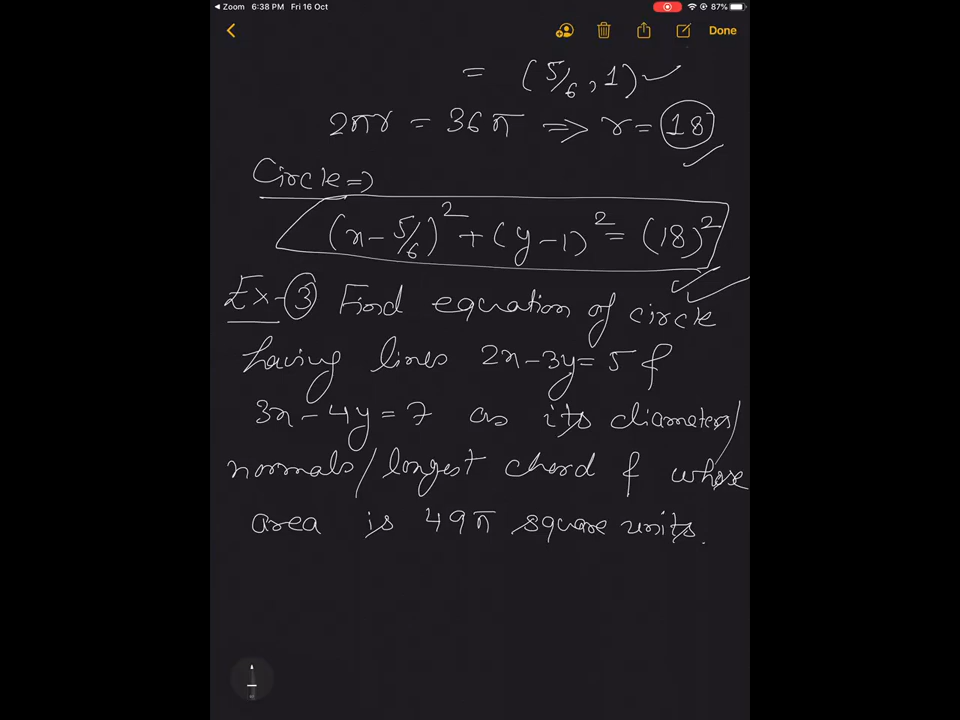 Zoom 6:38 PM Fri 16 Oct 87%
Done
= (5/6, 1)
2πr = 36π => r = 18
Circle =>
(x - 5/6)² + (y - 1)² = (18)²
Ex - 3 Find equation of circle
having lines 2x - 3y = 5 &
3x - 4y = 7 as its diameters/
normals/longest chord & whose
area is 49π square units.